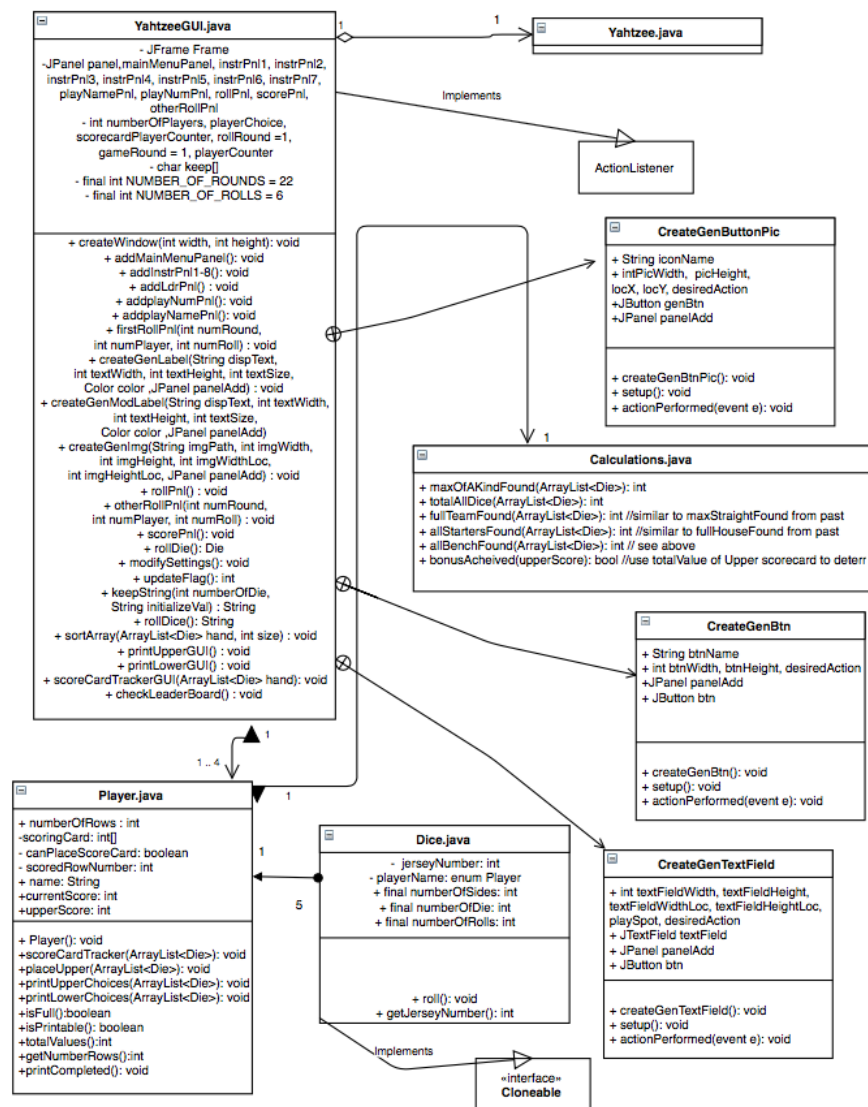 YahtzeeGUI.java
- JFrame Frame
-JPanel panel,mainMenuPanel, instrPnl1, instrPnl2,
instrPnl3, instrPnl4, instrPnl5, instrPnl6, instrPnl7,
playNamePnl, playNumPnl, rollPnl, scorePnl,
otherRollPnl
- int numberOfPlayers, playerChoice,
scorecardPlayerCounter, rollRound =1,
gameRound = 1, playerCounter
- char keep[]
- final int NUMBER_OF_ROUNDS = 22
- final int NUMBER_OF_ROLLS = 6
+ createWindow(int width, int height): void
+ addMainMenuPanel(): void
+ addInstrPnl1-8(): void
+ addLdrPnl() : void
+ addplayNumPnl(): void
+ addplayNamePnl(): void
+ firstRollPnl(int numRound,
int numPlayer, int numRoll) : void
+ createGenLabel(String dispText,
int textWidth, int textHeight, int textSize,
Color color ,JPanel panelAdd) : void
+ createGenModLabel(String dispText, int textWidth,
int textHeight, int textSize,
Color color ,JPanel panelAdd)
+ createGenImg(String imgPath, int imgWidth,
int imgHeight, int imgWidthLoc,
int imgHeightLoc, JPanel panelAdd) : void
+ rollPnl() : void
+ otherRollPnl(int numRound,
int numPlayer, int numRoll) : void
+ scorePnl(): void
+ rollDie(): Die
+ modifySettings(): void
+ updateFlag(): int
+ keepString(int numberOfDie,
String initializeVal) : String
+ rollDice(): String
+ sortArray(ArrayList<Die> hand, int size) : void
+ printUpperGUI(): void
+ printLowerGUI() : void
+ scoreCardTrackerGUI(ArrayList<Die> hand): void
+ checkLeaderBoard() : void
1
1
Yahtzee.java
Implements
ActionListener
CreateGenButtonPic
+ String iconName
+ intPicWidth, picHeight,
locX, locY, desiredAction
+JButton genBtn
+JPanel panelAdd
+ createGenBtnPic(): void
+ setup(): void
+ actionPerformed(event e): void
1
Calculations.java
+ maxOfAKindFound(ArrayList<Die>): int
+ totalAllDice(ArrayList<Die>): int
+ fullTeamFound(ArrayList<Die>): int //similar to maxStraightFound from past
+ allStartersFound(ArrayList<Die>): int //similar to fullHouseFound from past
+ allBenchFound(ArrayList<Die>): int // see above
+ bonusAcheived(upperScore): bool //use totalValue of Upper scorecard to deterr
CreateGenBtn
+ String btnName
+ int btnWidth, btnHeight, desiredAction
+JPanel panelAdd
+ JButton btn
+ createGenBtn(): void
+ setup(): void
+ actionPerformed(event e): void
1
1 .. 4
1
Player.java
+ numberOfRows : int
-scoringCard: int[]
- canPlaceScoreCard: boolean
- scoredRowNumber: int
+ name: String
+currentScore: int
+upperScore: int
+ Player(): void
+scoreCardTracker(ArrayList<Die>): void
+placeUpper(ArrayList<Die>): void
+printUpperChoices(ArrayList<Die>): void
+printLowerChoices(ArrayList<Die>): void
+isFull():boolean
+isPrintable(): boolean
+totalValues():int
+getNumberRows():int
+printCompleted(): void
1
5
Dice.java
- jerseyNumber: int
- playerName: enum Player
+ final numberOfSides: int
+ final numberOfDie: int
+ final numberOfRolls: int
+ roll(): void
+ getJerseyNumber(): int
Implements
«interface»
Cloneable
CreateGenTextField
+ int textFieldWidth, textFieldHeight,
textFieldWidthLoc, textFieldHeightLoc,
playSpot, desiredAction
+ JTextField textField
+ JPanel panelAdd
+ JButton btn
+ createGenTextField(): void
+ setup(): void
+ actionPerformed(event e): void